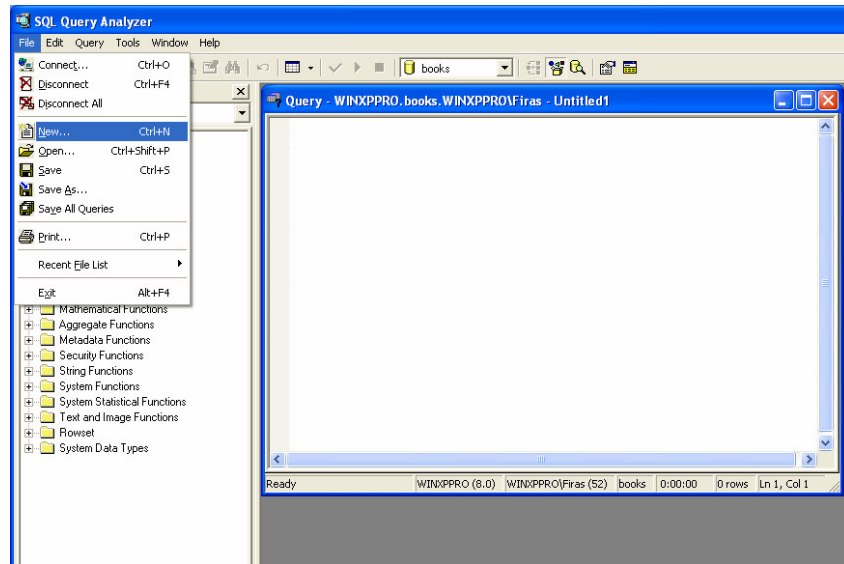 SQL Query Analyzer
File Edit Query Tools Window Help
books
Connect... Ctrl+O
Disconnect Ctrl+F4
Disconnect All
New... Ctrl+N
Open... Ctrl+Shift+P
Save Ctrl+S
Save As...
Save All Queries
Print... Ctrl+P
Recent File List
Exit Alt+F4
Mathematical Functions
Aggregate Functions
Metadata Functions
Security Functions
String Functions
System Functions
System Statistical Functions
Text and Image Functions
Rowset
System Data Types
Query - WINXPPRO.books.WINXPPRO\Firas - Untitled1
Ready WINXPPRO (8.0) WINXPPRO\Firas (52) books 0:00:00 0 rows Ln 1, Col 1